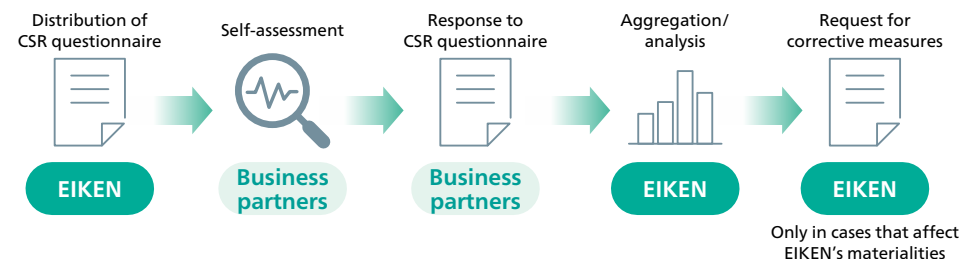 Distribution of
CSR questionnaire
Self-assessment
Response to
CSR questionnaire
Aggregation/
analysis
Request for
corrective measures
EIKEN
Business
partners
Business
partners
EIKEN
EIKEN
Only in cases that affect
EIKEN's materialities